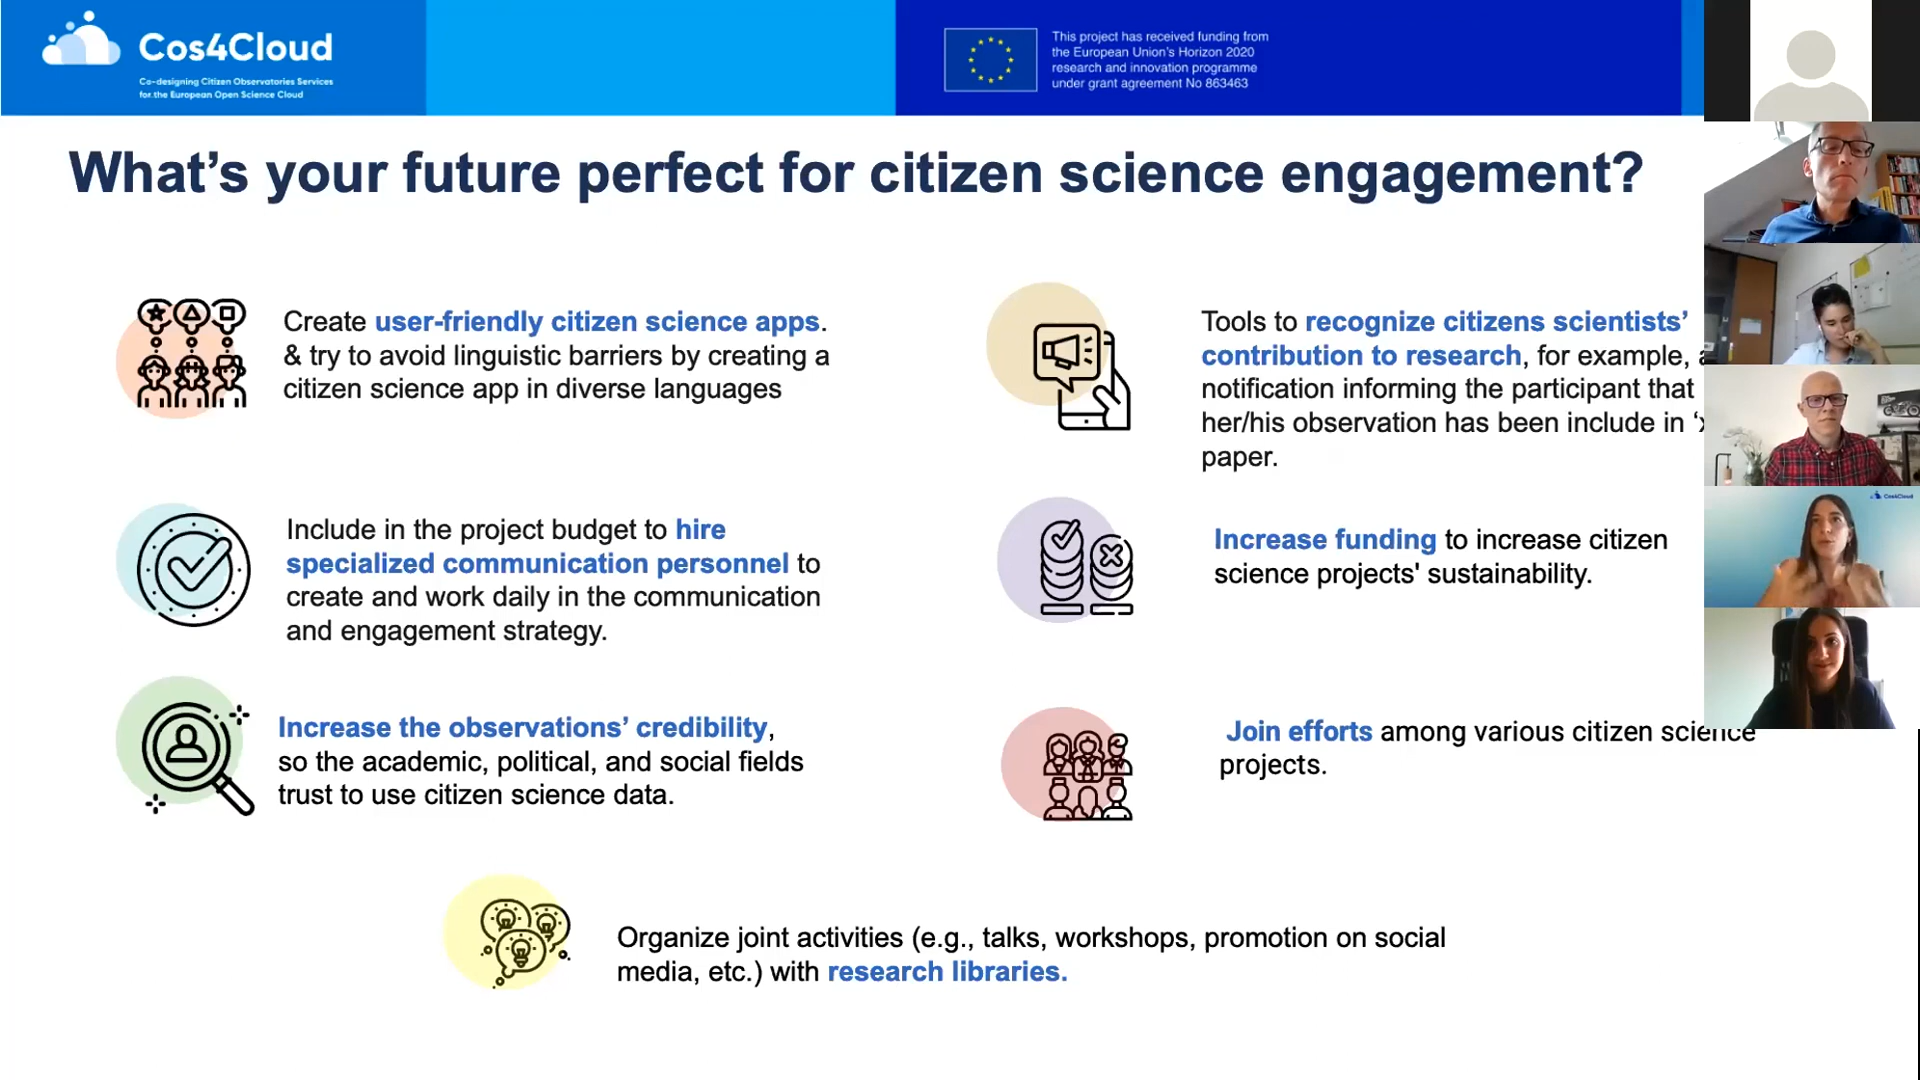 Cos4Cloud
Co-designing Citizen Observatories Services
for the European Open Science Cloud
This project has received funding from
the European Union's Horizon 2020
research and innovation programme
under grant agreement No 863463
What's your future perfect for citizen science engagement?
Create user-friendly citizen science apps.
& try to avoid linguistic barriers by creating a
citizen science app in diverse languages
Include in the project budget to hire
specialized communication personnel to
create and work daily in the communication
and engagement strategy.
Increase the observations' credibility,
so the academic, political, and social fields
trust to use citizen science data.
Tools to recognize citizens scientists'
contribution to research, for example,
notification informing the participant that
her/his observation has been include in
paper.
Increase funding to increase citizen
science projects' sustainability.
Join efforts among various citizen science
projects.
Organize joint activities (e.g., talks, workshops, promotion on social
media, etc.) with research libraries.
Cos4Cloud